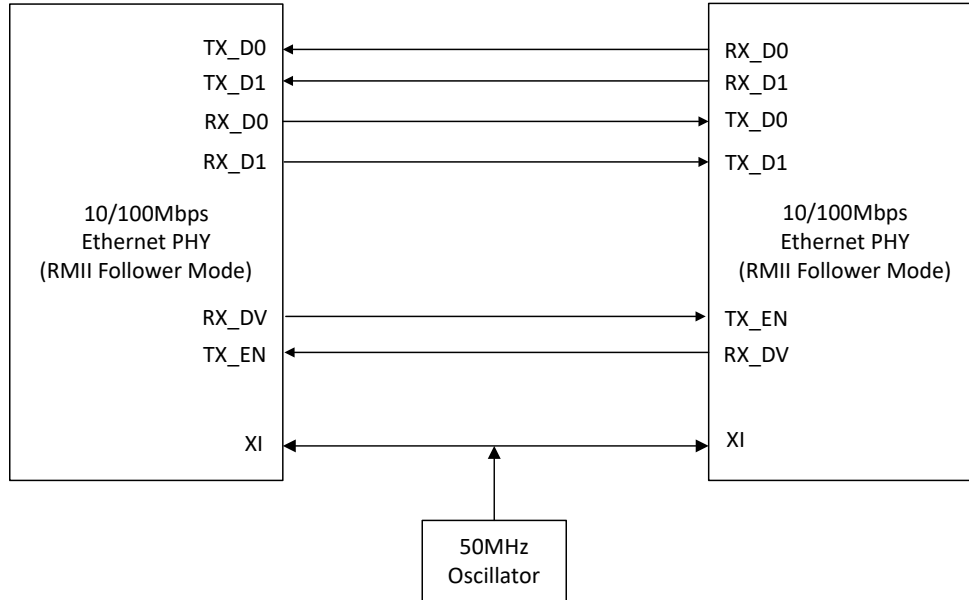 TX_D0
TX_D1
RX_D0
RX_D1
10/100Mbps
Ethernet PHY
(RMII Follower Mode)
RX_DV
TX_EN
XI
RX_D0
RX_D1
TX_D0
TX_D1
10/100Mbps
Ethernet PHY
(RMII Follower Mode)
TX_EN
RX_DV
XI
50MHz
Oscillator